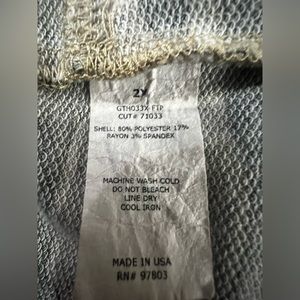 2X
GTH033X FTP
CUT# 71033
SHELL: 80% POLYESTER 17%
RAYON 3% SPANDEX
MACHINE WASH COLD
DO NOT BLEACH
LINE DRY
COOL IRON
MADE IN USA
RN# 97803